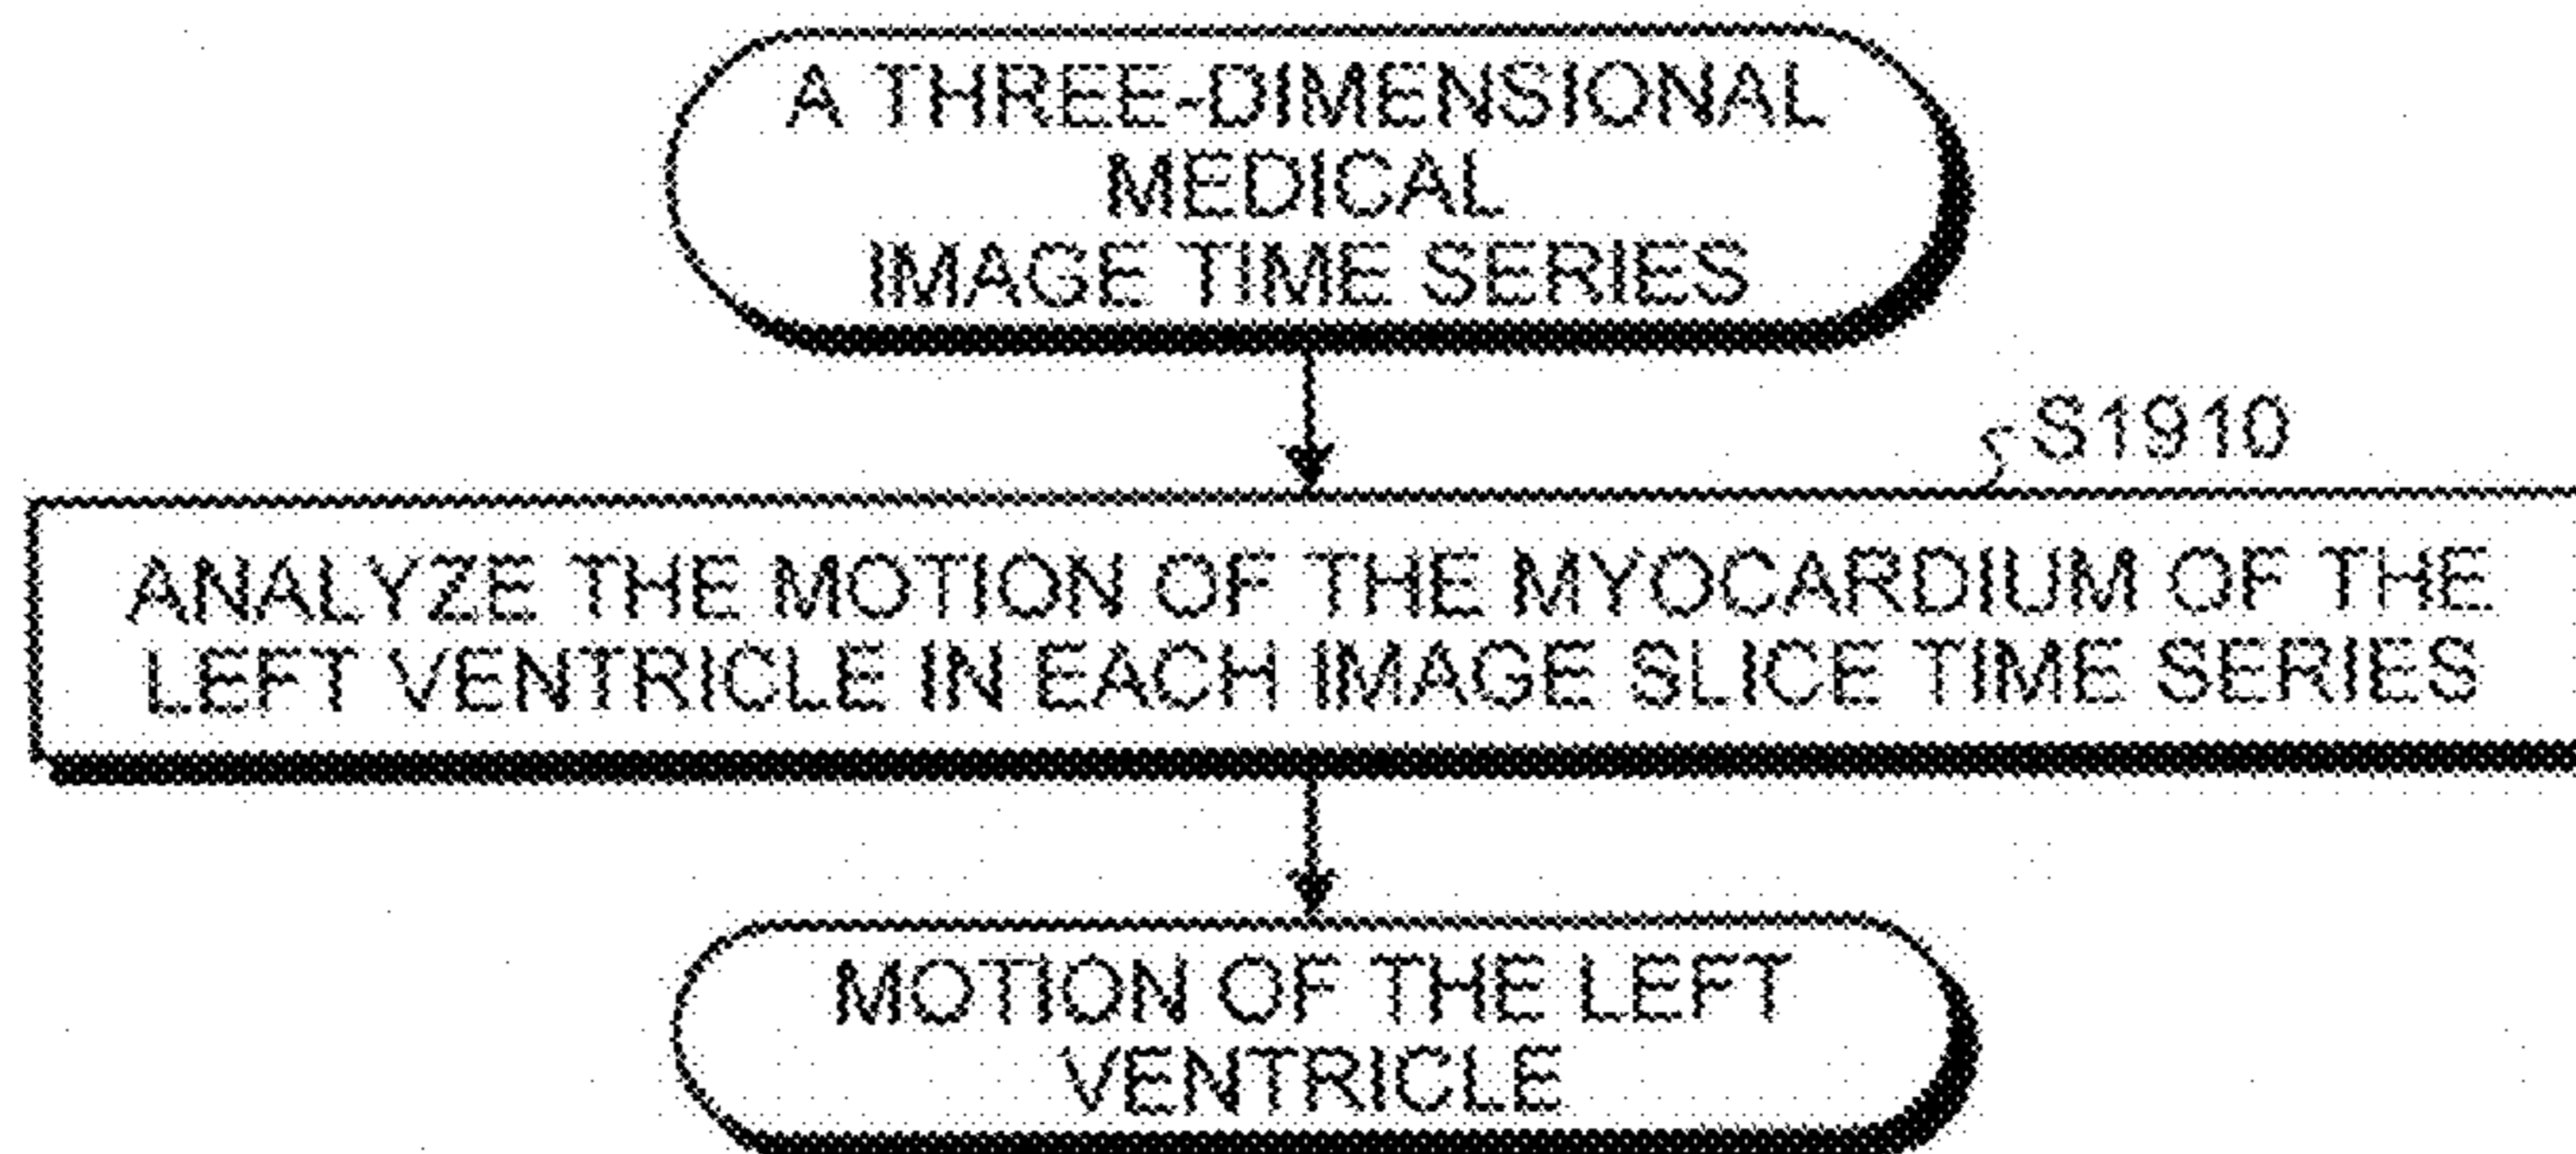 A THREE-DIMENSIONAL
MEDICAL
IMAGE TIME SERIES
S1910
ANALYZE THE MOTION OF THE MYOCARDIUM OF THE
LEFT VENTRICLE IN EACH IMAGE SLICE TIME SERIES
MOTION OF THE LEFT
VENTRICLE